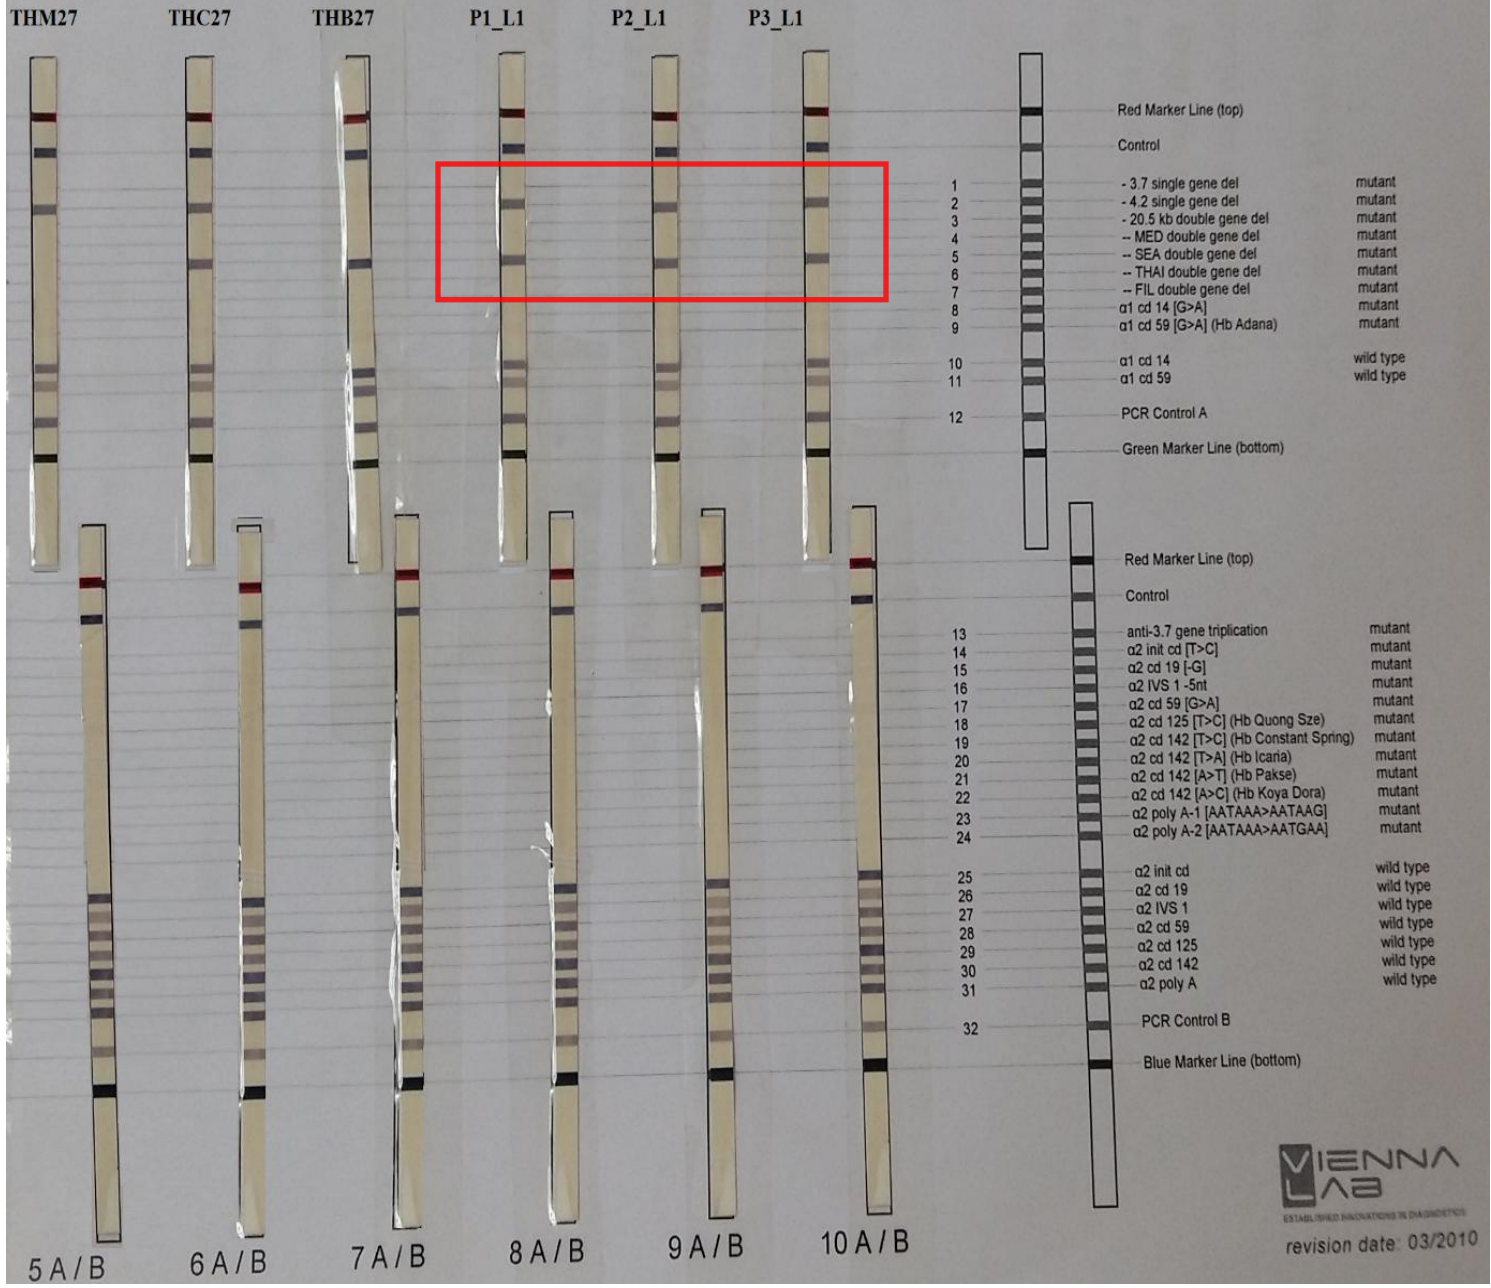 THM27 THC27 THB27 P1_L1 P2_L1 P3_L1
Red Marker Line (top)
Control
1 - 3.7 single gene del mutant
2 - 4.2 single gene del mutant
3 - 20.5 kb double gene del mutant
4 -- MED double gene del mutant
5 -- SEA double gene del mutant
6 -- THAI double gene del mutant
7 -- FIL double gene del mutant
8 α1 cd 14 [G>A] mutant
9 α1 cd 59 [G>A] (Hb Adana) mutant
10 α1 cd 14 wild type
11 α1 cd 59 wild type
12 PCR Control A
Green Marker Line (bottom)
Red Marker Line (top)
Control
13 anti-3.7 gene triplication mutant
14 α2 init cd [T>C] mutant
15 α2 cd 19 [-G] mutant
16 α2 IVS 1 -5nt mutant
17 α2 cd 59 [G>A] mutant
18 α2 cd 125 [T>C] (Hb Quong Sze) mutant
19 α2 cd 142 [T>C] (Hb Constant Spring) mutant
20 α2 cd 142 [T>A] (Hb Icaria) mutant
21 α2 cd 142 [A>T] (Hb Pakse) mutant
22 α2 cd 142 [A>C] (Hb Koya Dora) mutant
23 α2 poly A-1 [AATAAA>AATAAG] mutant
24 α2 poly A-2 [AATAAA>AATGAA] mutant
25 α2 init cd wild type
26 α2 cd 19 wild type
27 α2 IVS 1 wild type
28 α2 cd 59 wild type
29 α2 cd 125 wild type
30 α2 cd 142 wild type
31 α2 poly A wild type
32 PCR Control B
Blue Marker Line (bottom)
VIENNA
LAB
ESTABLISHED INNOVATIONS IN DIAGNOSTICS
revision date: 03/2010
5 A / B 6 A / B 7 A / B 8 A / B 9 A / B 10 A / B